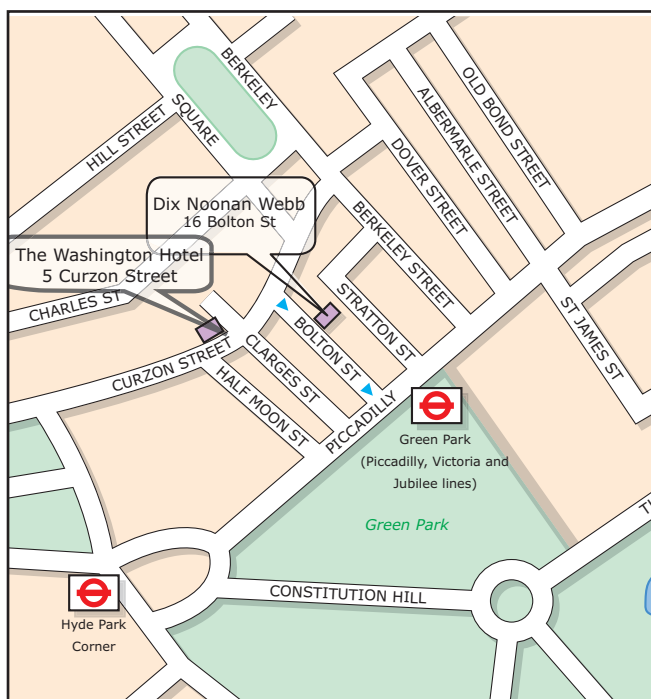 BERKELEY
SQUARE
HILL STREET
OLD BOND STREET
ALBERMARLE STREET
DOVER STREET
Dix Noonan Webb
16 Bolton St
BERKELEY STREET
The Washington Hotel
5 Curzon Street
CHARLES ST
STRATTON ST
ST JAMES ST
BOLTON ST
CLARGES ST
CURZON STREET
HALF MOON ST
PICCADILLY
Green Park
(Piccadilly, Victoria and
Jubilee lines)
Green Park
CONSTITUTION HILL
Hyde Park
Corner